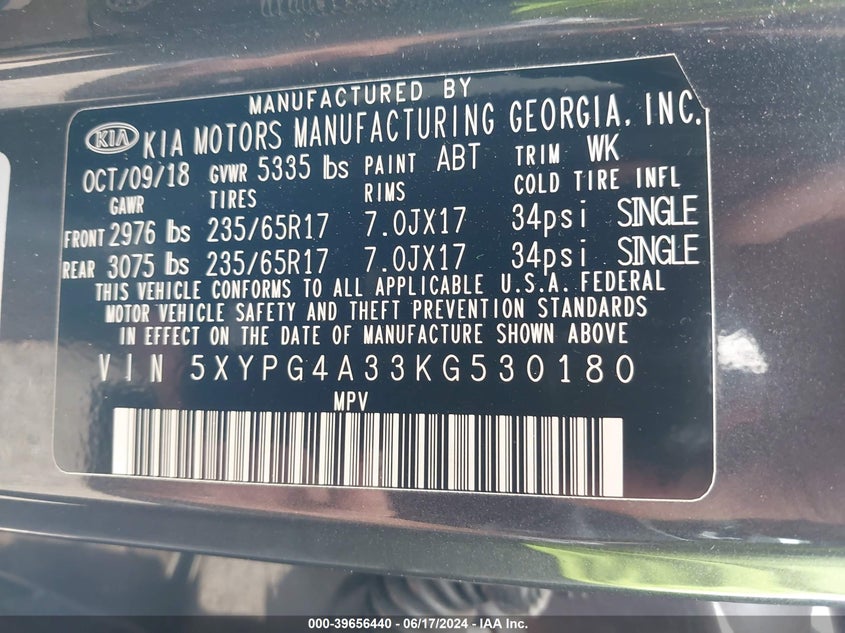 MANUFACTURED BY
KIA KIA MOTORS MANUFACTURING GEORGIA, INC.
OCT/09/18 GVWR 5335 lbs PAINT ABT TRIM WK
GAWR TIRES RIMS COLD TIRE INFL
FRONT 2976 lbs 235/65R17 7.0JX17 34psi SINGLE
REAR 3075 lbs 235/65R17 7.0JX17 34psi SINGLE
THIS VEHICLE CONFORMS TO ALL APPLICABLE U.S.A. FEDERAL
MOTOR VEHICLE SAFETY AND THEFT PREVENTION STANDARDS
IN EFFECT ON THE DATE OF MANUFACTURE SHOWN ABOVE
VIN 5XYPG4A33KG530180
MPV
000-39656440 - 06/17/2024 - IAA Inc.